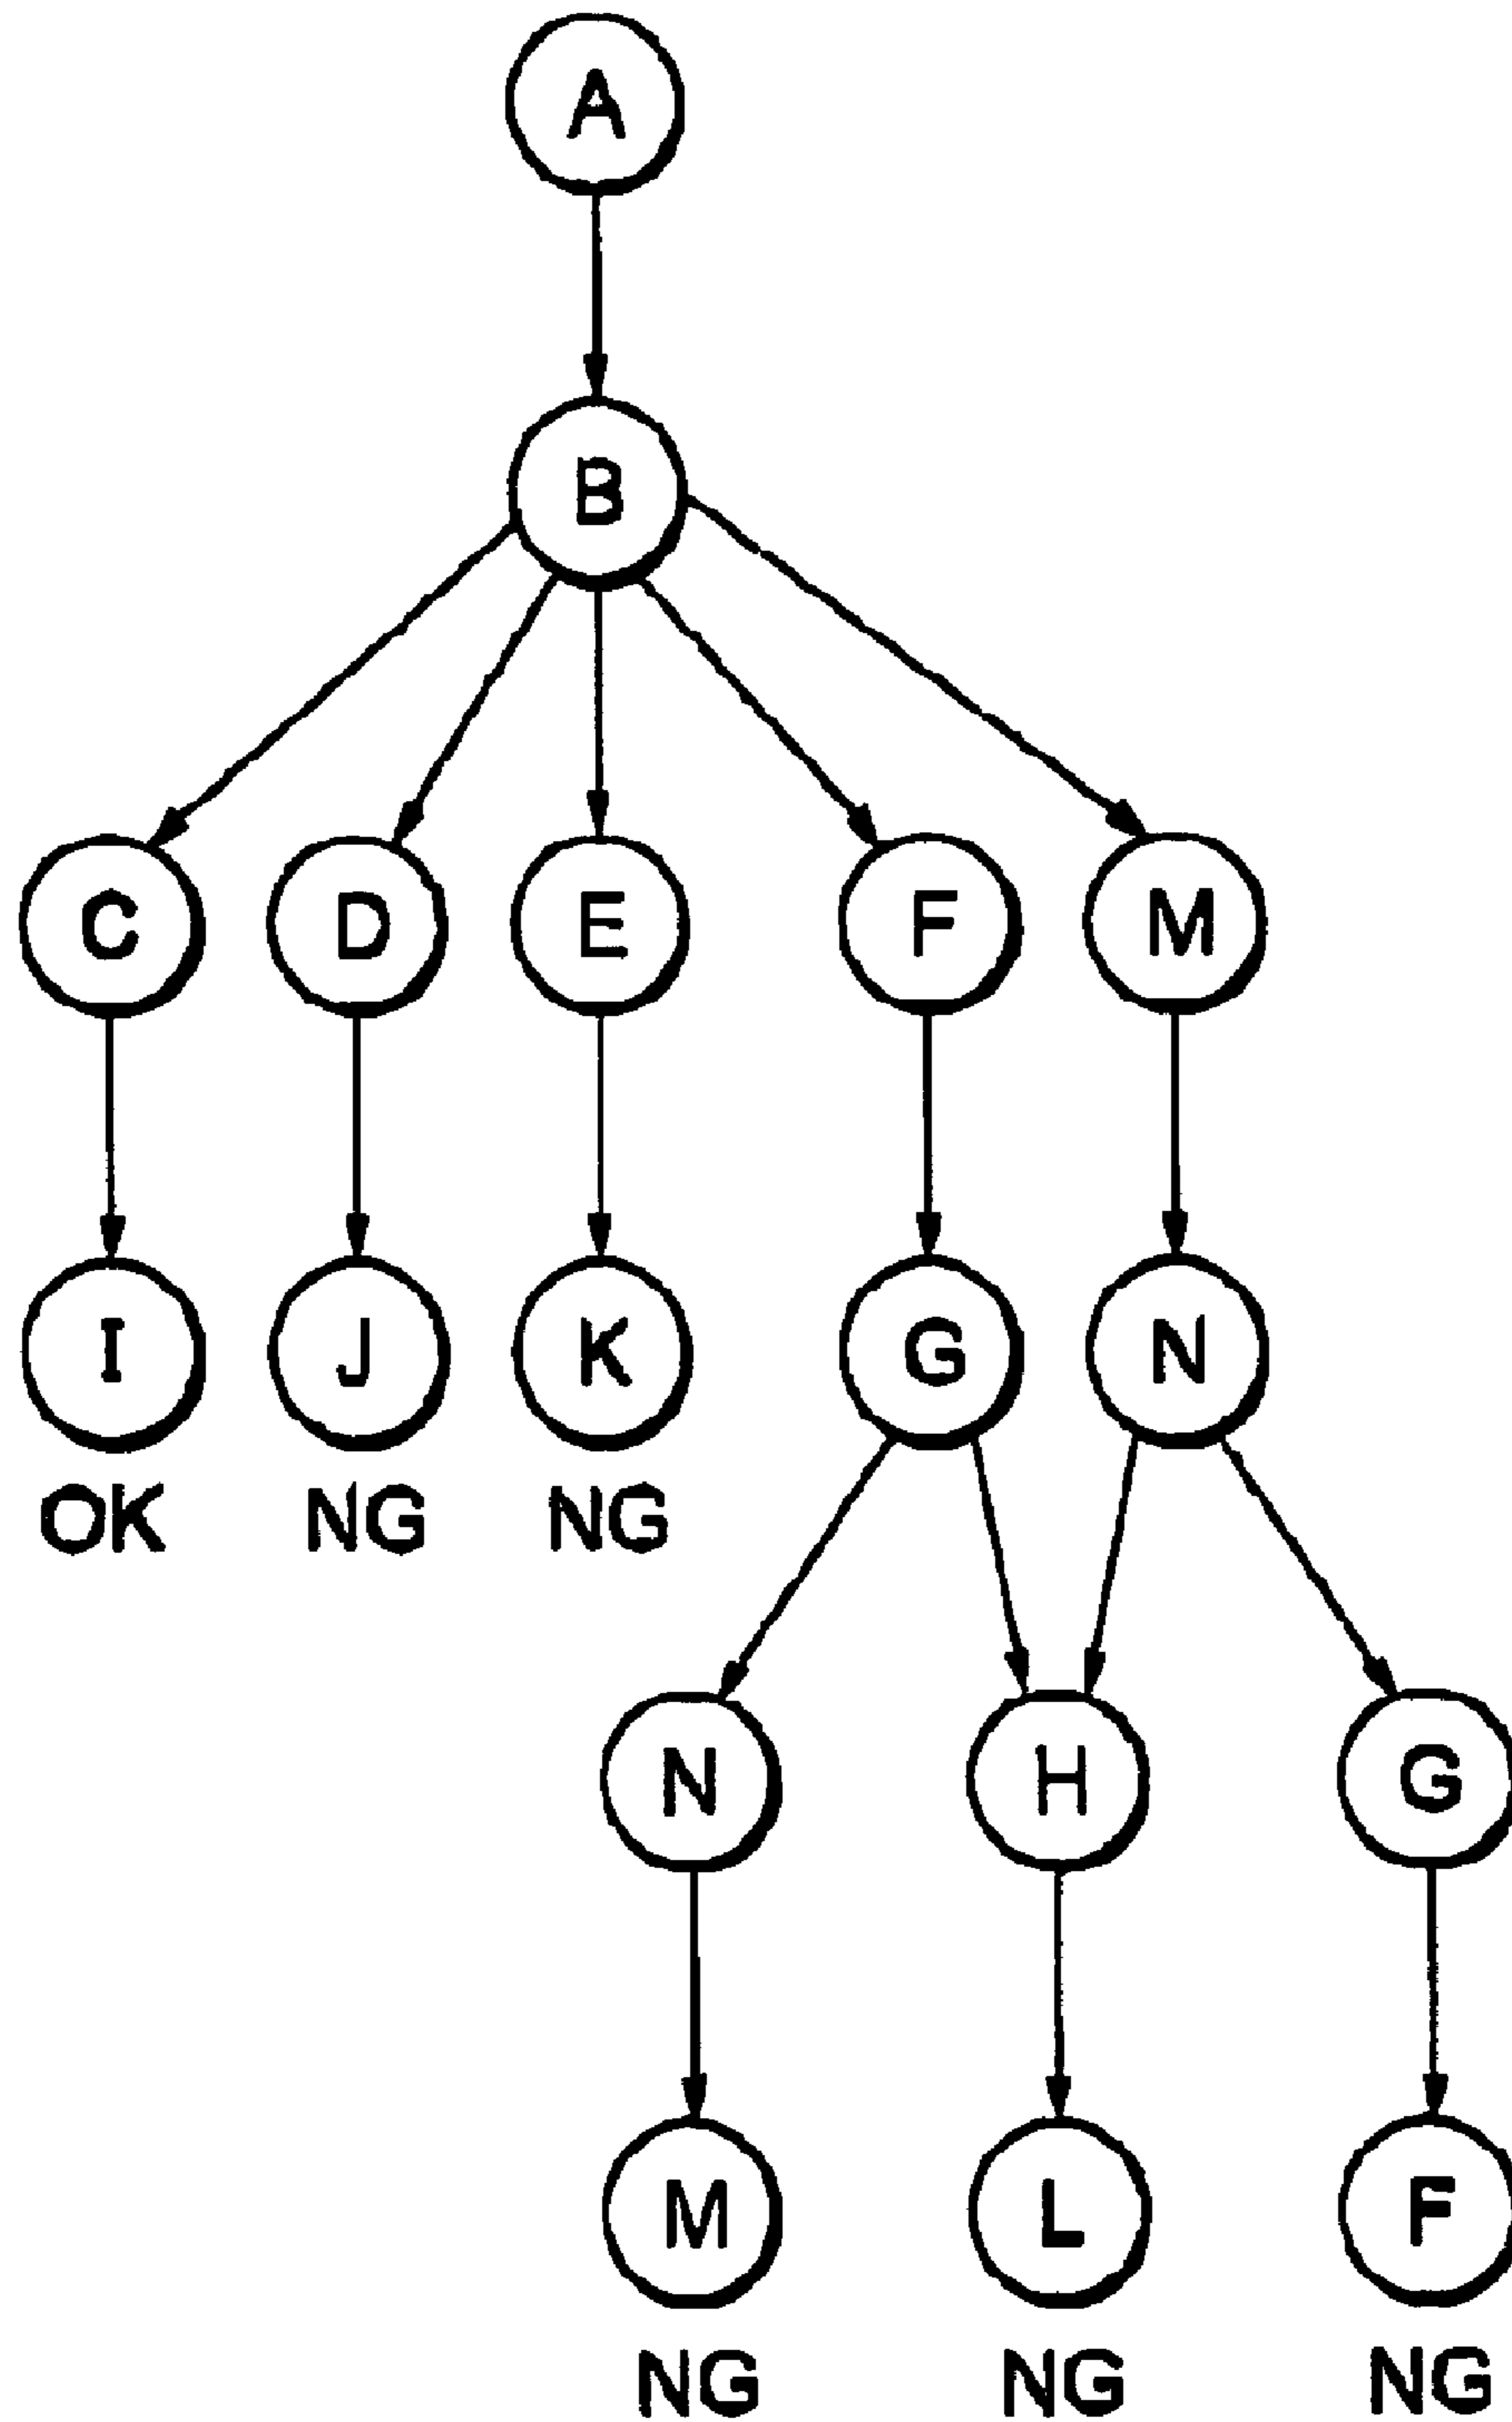 A
B
C D E F M
I J K G N
OK NG NG
N H G
M L F
NG NG NG